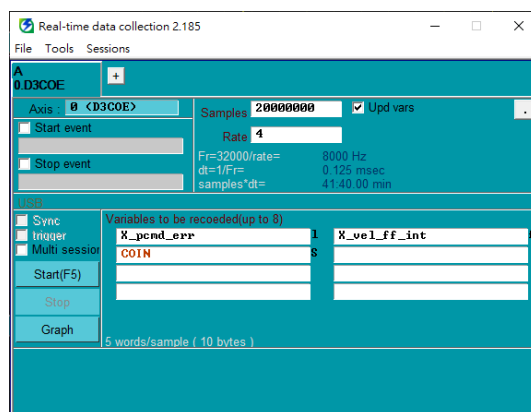 Real-time data collection 2.185
File Tools Sessions
A
0.D3COE
+
Axis : 0 <D3COE>
Start event
Stop event
Samples 20000000
Upd vars
.
Rate 4
Fr=32000/rate= 8000 Hz
dt=1/Fr= 0.125 msec
samples*dt= 41:40.00 min
USB
Sync
trigger
Multi session
Variables to be recoeded(up to 8)
X_pcmd_err l X_vel_ff_int
COIN S
Start(F5)
Stop
Graph
5 words/sample ( 10 bytes )